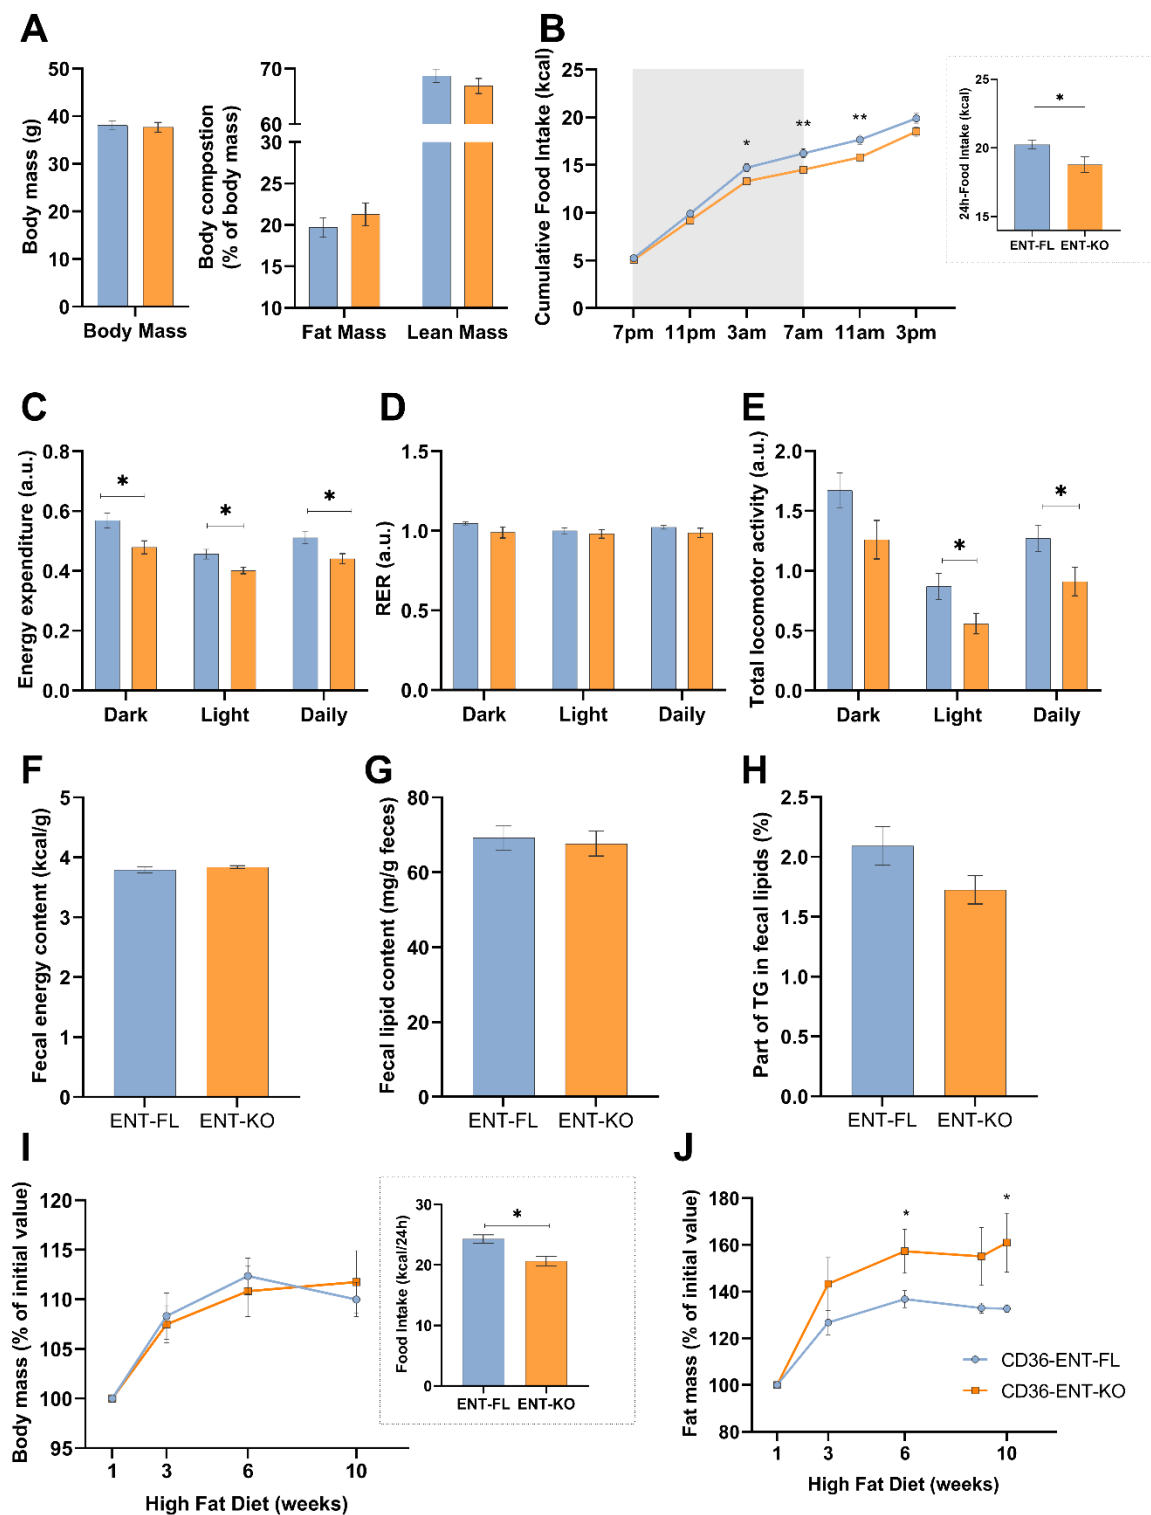 A
Body mass (g)
50
40
30
20
10
0
Body Mass
Body compostion
(% of body mass)
70
60
30
20
10
Fat Mass
Lean Mass
B
Cumulative Food Intake (kcal)
25
20
15
10
5
0
* ** **
7pm 11pm 3am 7am 11am 3pm
24h-Food Intake (kcal)
25
20
15
*
ENT-FL ENT-KO
C
Energy expenditure (a.u.)
0.8
0.6
0.4
0.2
0.0
* * *
Dark Light Daily
D
RER (a.u.)
1.5
1.0
0.5
0.0
Dark Light Daily
E
Total locomotor activity (a.u.)
2.0
1.5
1.0
0.5
0.0
* *
Dark Light Daily
F
Fecal energy content (kcal/g)
5
4
3
2
1
0
ENT-FL ENT-KO
G
Fecal lipid content (mg/g feces)
80
60
40
20
0
ENT-FL ENT-KO
H
Part of TG in fecal lipids (%)
2.5
2.0
1.5
1.0
0.5
0.0
ENT-FL ENT-KO
I
Body mass (% of initial value)
120
115
110
105
100
95
1 3 6 10
High Fat Diet (weeks)
Food Intake (kcal/24h)
30
20
10
0
*
ENT-FL ENT-KO
J
Fat mass (% of initial value)
180
160
140
120
100
80
* *
CD36-ENT-FL
CD36-ENT-KO
1 3 6 10
High Fat Diet (weeks)